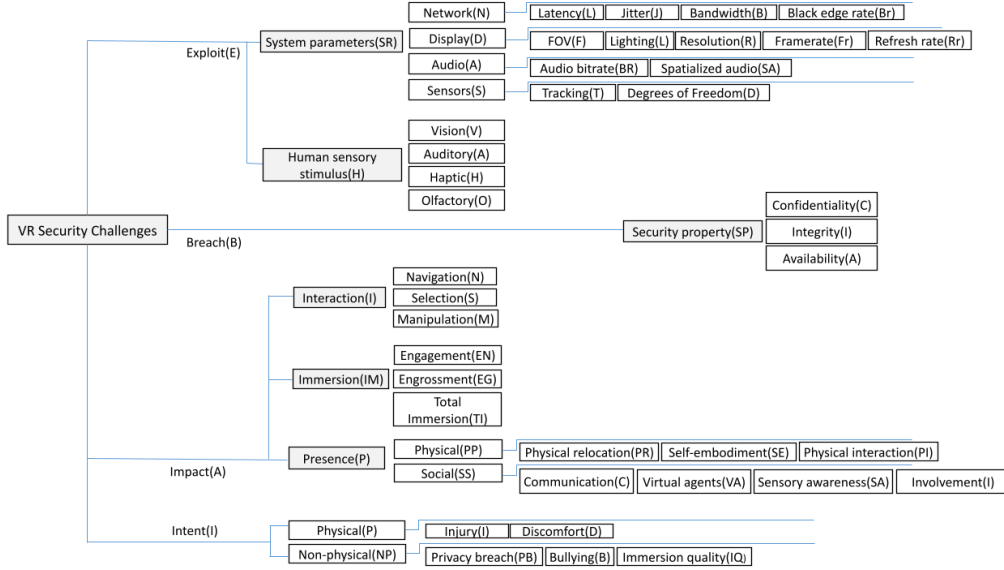 Network(N)
Latency(L) Jitter(J) Bandwidth(B) Black edge rate(Br)
System parameters(SR)
Display(D)
FOV(F) Lighting(L) Resolution(R) Framerate(Fr) Refresh rate(Rr)
Exploit(E)
Audio(A)
Audio bitrate(BR) Spatialized audio(SA)
Sensors(S)
Tracking(T) Degrees of Freedom(D)
Human sensory
stimulus(H)
Vision(V)
Auditory(A)
Haptic(H)
Olfactory(O)
VR Security Challenges
Breach(B)
Security property(SP)
Confidentiality(C)
Integrity(I)
Availability(A)
Interaction(I)
Navigation(N)
Selection(S)
Manipulation(M)
Immersion(IM)
Engagement(EN)
Engrossment(EG)
Total
Immersion(TI)
Impact(A)
Presence(P)
Physical(PP)
Physical relocation(PR) Self-embodiment(SE) Physical interaction(PI)
Social(SS)
Communication(C) Virtual agents(VA) Sensory awareness(SA) Involvement(I)
Intent(I)
Physical(P)
Injury(I) Discomfort(D)
Non-physical(NP)
Privacy breach(PB) Bullying(B) Immersion quality(IQ)